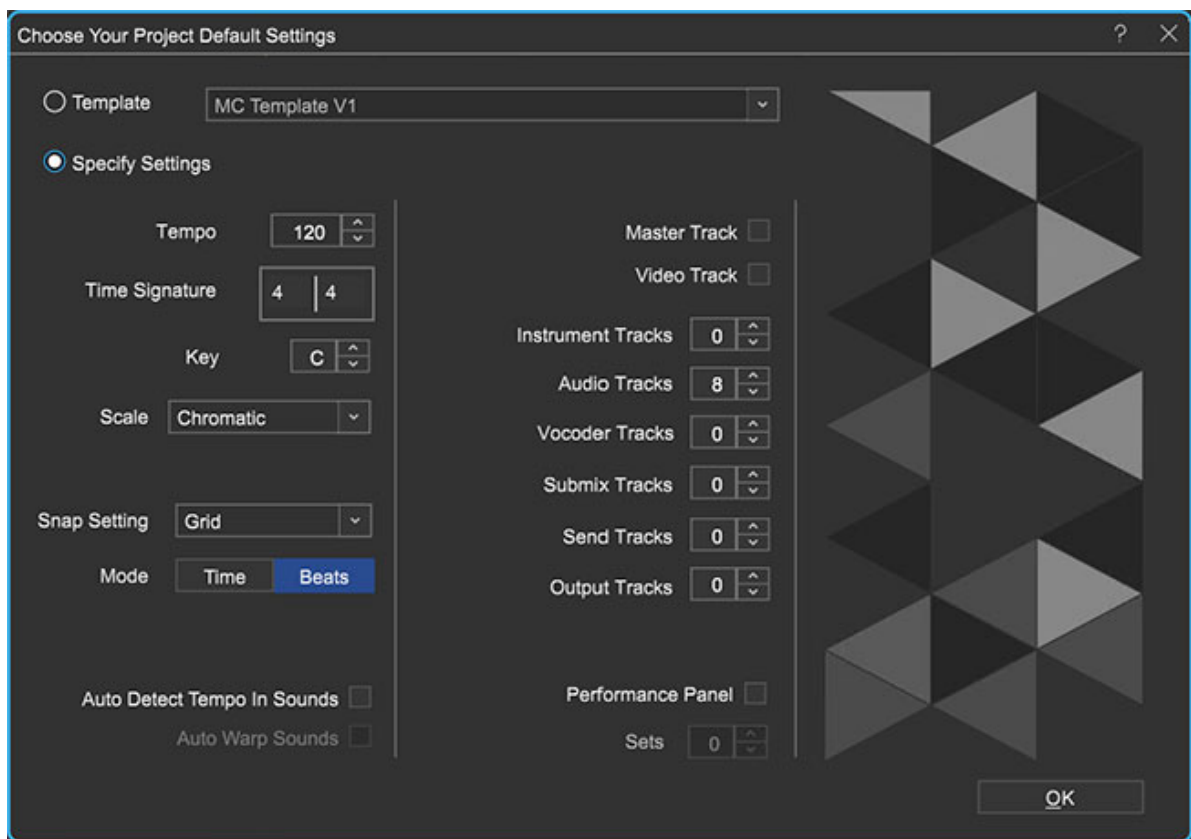 Choose Your Project Default Settings ?
Template MC Template V1
Specify Settings
Tempo 120
Time Signature 4 4
Key C
Scale Chromatic
Snap Setting Grid
Mode Time Beats
Auto Detect Tempo In Sounds
Auto Warp Sounds
Master Track
Video Track
Instrument Tracks 0
Audio Tracks 8
Vocoder Tracks 0
Submix Tracks 0
Send Tracks 0
Output Tracks 0
Performance Panel
Sets 0
OK